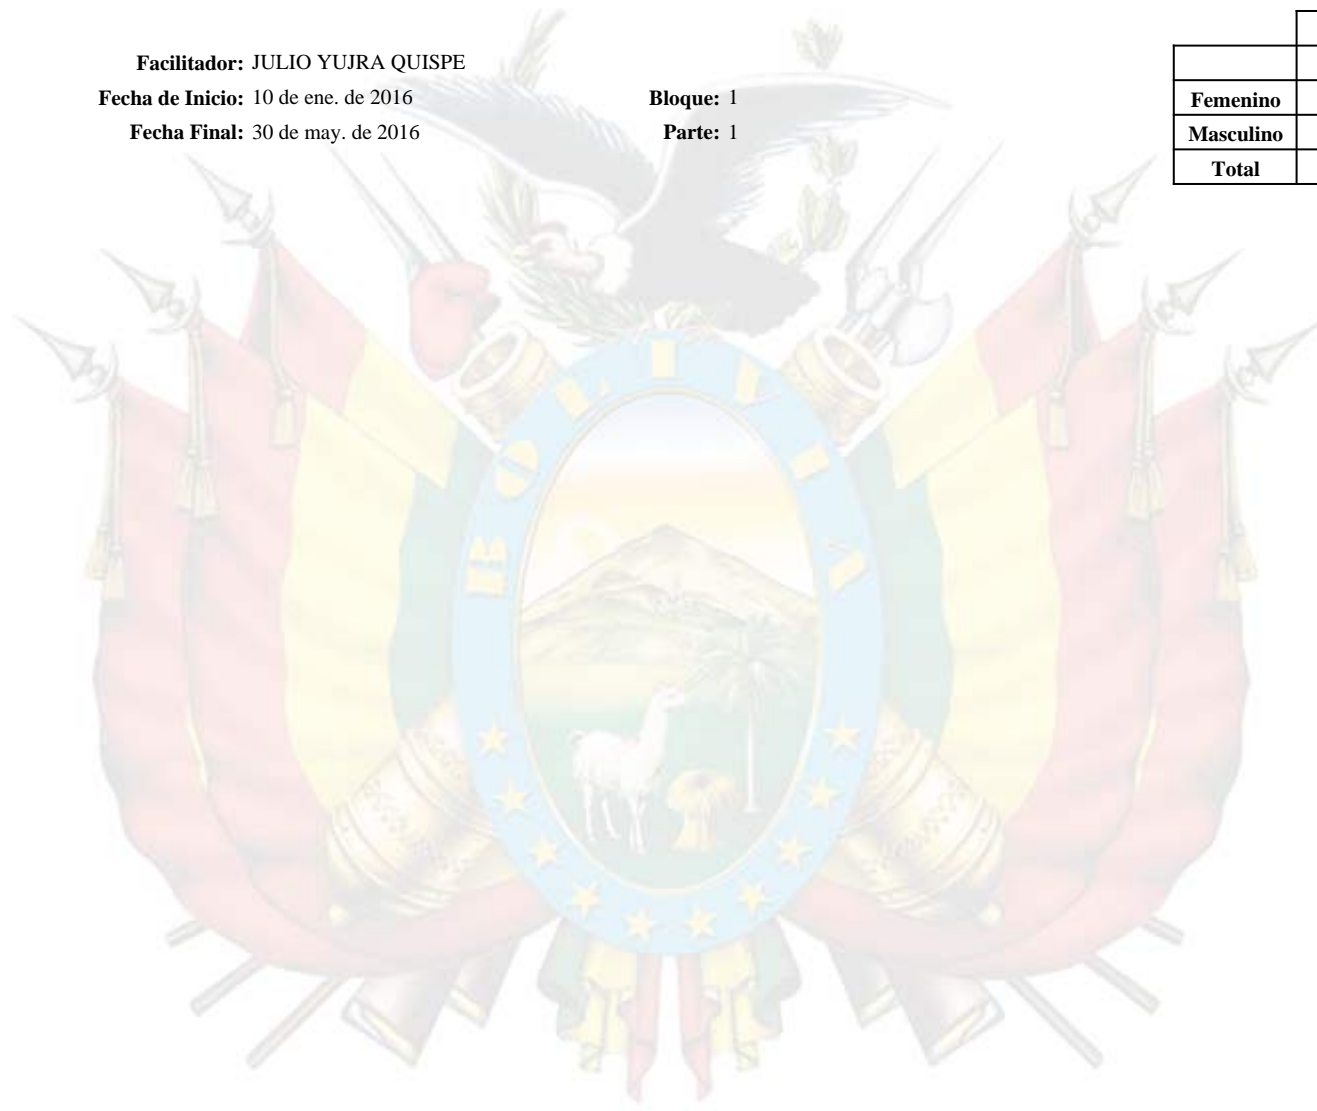 Facilitador: JULIO YUJRA QUISPE
Fecha de Inicio: 10 de ene. de 2016
Bloque: 1
Fecha Final: 30 de may. de 2016
Parte: 1
Femenino
Masculino
Total
BOLIVIA